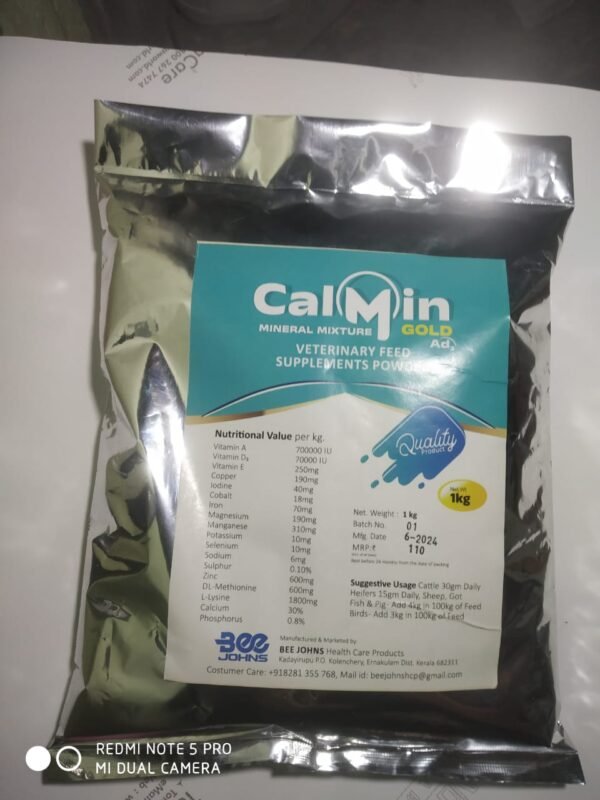 Care
00 267 7474
CalMin
MINERAL MIXTURE GOLD
Ad₃
VETERINARY FEED
SUPPLEMENTS
Quality
Product
Net Wt
1kg
Nutritional Value per kg.
Vitamin A 700000 IU
Vitamin D₃ 70000 IU
Vitamin E 250mg
Copper 190mg
Iodine 40mg
Cobalt 18mg
Iron 70mg
Magnesium 190mg
Manganese 310mg
Potassium 10mg
Selenium 10mg
Sodium 6mg
Sulphur 0.10%
Zinc 600mg
DL-Methionine 600mg
L-Lysine 1800mg
Calcium 30%
Phosphorus 0.8%
Net. Weight : 1 kg
Batch No. 01
Mfg. Date 6-2024
MRP:₹ 110
Suggestive Usage Cattle 30gm Daily
Heifers 15gm Daily, Sheep, Got
Fish & Pig- Add 4kg in 100kg of Feed
Birds- Add 3kg in 100kg of Feed
BEE
JOHNS
Manufactured & Marketed by
BEE JOHNS Health Care Products
Kadayirupu P.O. Kolenchery, Ernakulam Dist. Kerala 682311
Costumer Care: +918281 355 768, Mail id: beejohnshcp@gmail.com
REDMI NOTE 5 PRO
MI DUAL CAMERA